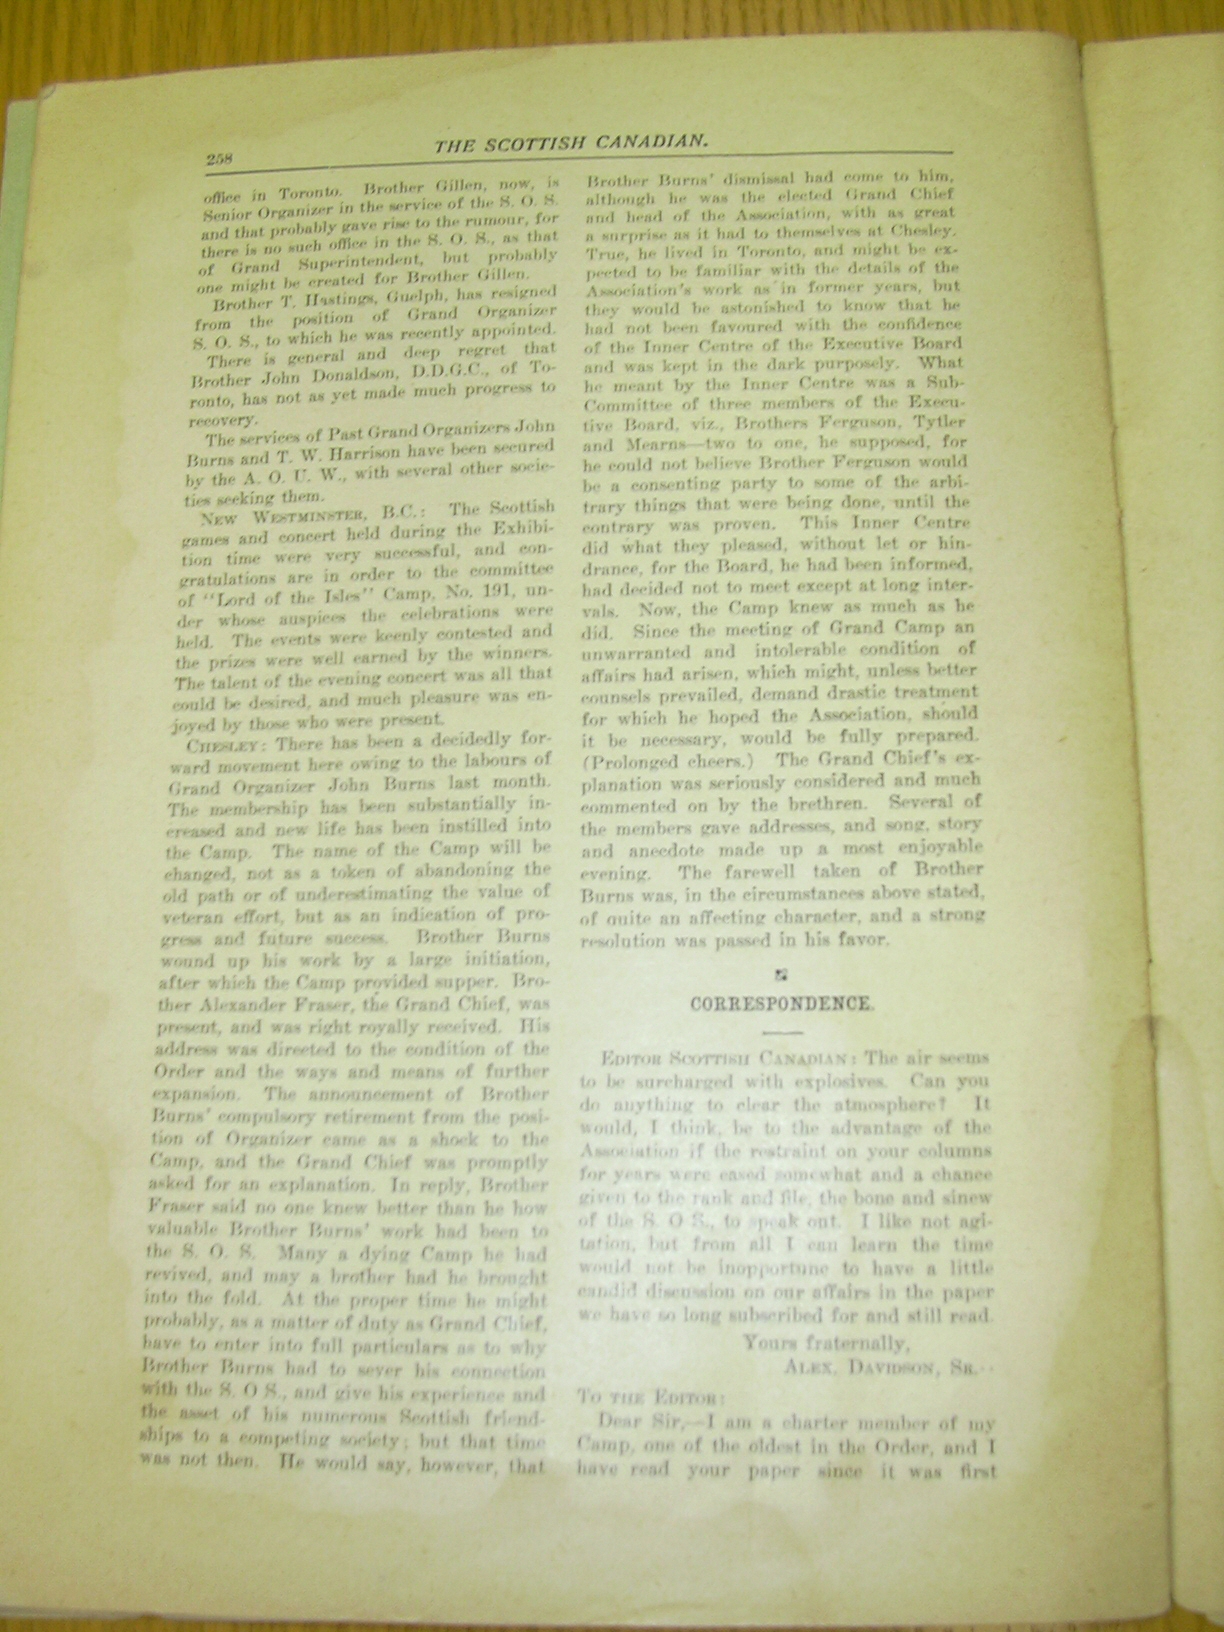 258
THE SCOTTISH CANADIAN.
office in Toronto. Brother Gillen, now, is
Senior Organizer in the service of the S. O. S.
and that probably gave rise to the rumour, for
there is no such office in the S. O. S., as that
of Grand Superintendent, but probably
one might be created for Brother Gillen.
Brother T. Hastings, Guelph, has resigned
from the position of Grand Organizer
S. O. S., to which he was recently appointed.
There is general and deep regret that
Brother John Donaldson, D.D.G.C., of To-
ronto, has not as yet made much progress to
recovery.
The services of Past Grand Organizers John
Burns and T. W. Harrison have been secured
by the A. O. U. W., with several other socie-
ties seeking them.
NEW WESTMINSTER, B.C.: The Scottish
games and concert held during the Exhibi-
tion time were very successful, and con-
gratulations are in order to the committee
of "Lord of the Isles" Camp, No. 191, un-
der whose auspices the celebrations were
held. The events were keenly contested and
the prizes were well earned by the winners.
The talent of the evening concert was all that
could be desired, and much pleasure was en-
joyed by those who were present.
CHESLEY: There has been a decidedly for-
ward movement here owing to the labours of
Grand Organizer John Burns last month.
The membership has been substantially in-
creased and new life has been instilled into
the Camp. The name of the Camp will be
changed, not as a token of abandoning the
old path or of underestimating the value of
veteran effort, but as an indication of pro-
gress and future success. Brother Burns
wound up his work by a large initiation,
after which the Camp provided supper. Bro-
ther Alexander Fraser, the Grand Chief, was
present, and was right royally received. His
address was directed to the condition of the
Order and the ways and means of further
expansion. The announcement of Brother
Burns' compulsory retirement from the posi-
tion of Organizer came as a shock to the
Camp, and the Grand Chief was promptly
asked for an explanation. In reply, Brother
Fraser said no one knew better than he how
valuable Brother Burns' work had been to
the S. O. S. Many a dying Camp he had
revived, and may a brother had he brought
into the fold. At the proper time he might
probably, as a matter of duty as Grand Chief,
have to enter into full particulars as to why
Brother Burns had to sever his connection
with the S. O S., and give his experience and
the asset of his numerous Scottish friend-
ships to a competing society; but that time
was not then. He would say, however, that
Brother Burns' dismissal had come to him,
although he was the elected Grand Chief
and head of the Association, with as great
a surprise as it had to themselves at Chesley.
True, he lived in Toronto, and might be ex-
pected to be familiar with the details of the
Association's work as in former years, but
they would be astonished to know that he
had not been favoured with the confidence
of the Inner Centre of the Executive Board
and was kept in the dark purposely. What
he meant by the Inner Centre was a Sub-
Committee of three members of the Execu-
tive Board, viz., Brothers Ferguson, Tytler
and Mearns—two to one, he supposed, for
he could not believe Brother Ferguson would
be a consenting party to some of the arbi-
trary things that were being done, until the
contrary was proven. This Inner Centre
did what they pleased, without let or hin-
drance, for the Board, he had been informed,
had decided not to meet except at long inter-
vals. Now, the Camp knew as much as he
did. Since the meeting of Grand Camp an
unwarranted and intolerable condition of
affairs had arisen, which might, unless better
counsels prevailed, demand drastic treatment
for which he hoped the Association, should
it be necessary, would be fully prepared.
(Prolonged cheers.) The Grand Chief's ex-
planation was seriously considered and much
commented on by the brethren. Several of
the members gave addresses, and song, story
and anecdote made up a most enjoyable
evening. The farewell taken of Brother
Burns was, in the circumstances above stated,
of quite an affecting character, and a strong
resolution was passed in his favor.
CORRESPONDENCE.
EDITOR SCOTTISH CANADIAN: The air seems
to be surcharged with explosives. Can you
do anything to clear the atmosphere? It
would, I think, be to the advantage of the
Association if the restraint on your columns
for years were eased somewhat and a chance
given to the rank and file, the bone and sinew
of the S. O S., to speak out. I like not agi-
tation, but from all I can learn the time
would not be inopportune to have a little
candid discussion on our affairs in the paper
we have so long subscribed for and still read.
Yours fraternally,
ALEX. DAVIDSON, SR.
TO THE EDITOR:
Dear Sir,—I am a charter member of my
Camp, one of the oldest in the Order, and I
have read your paper since it was first